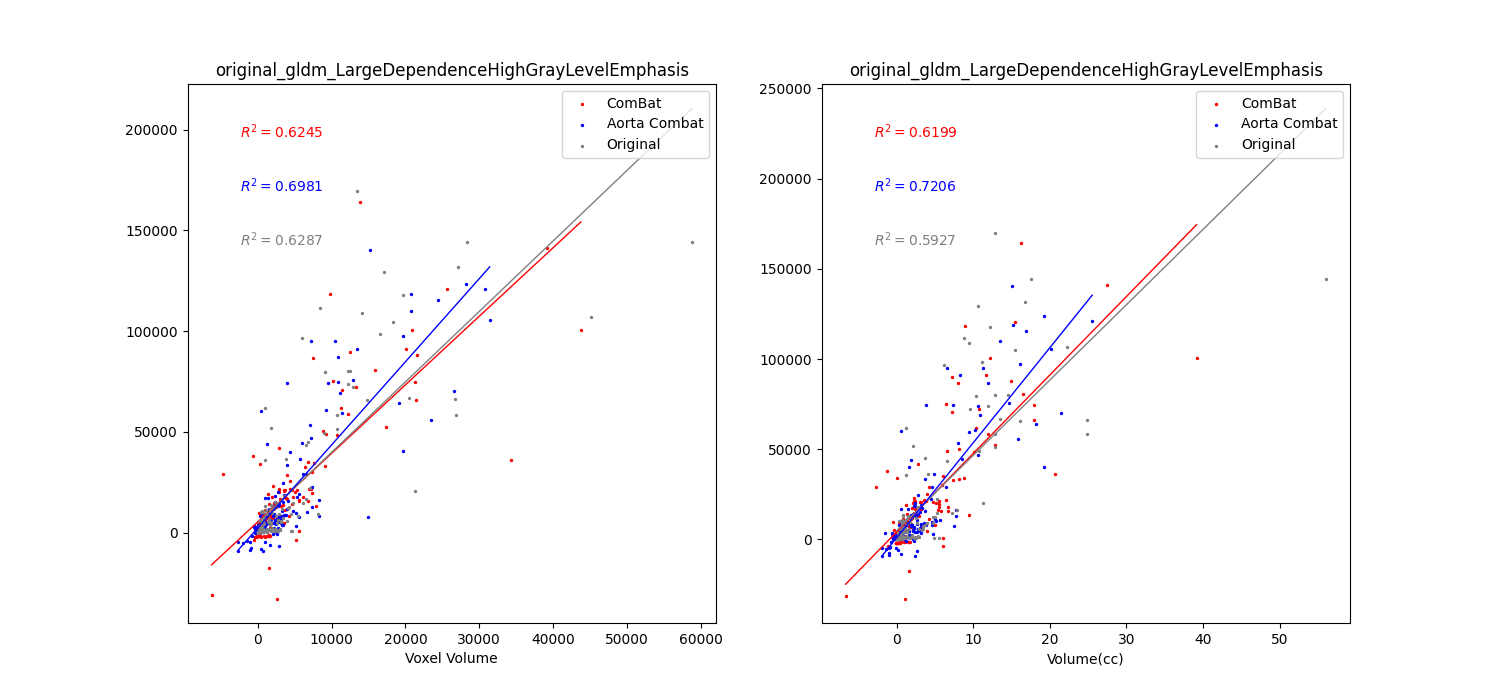 original_gldm_LargeDependenceHighGrayLevelEmphasis
ComBat
Aorta Combat
Original
R² = 0.6245
R² = 0.6981
R² = 0.6287
200000
150000
100000
50000
0
0 10000 20000 30000 40000 50000 60000
Voxel Volume
original_gldm_LargeDependenceHighGrayLevelEmphasis
ComBat
Aorta Combat
Original
R² = 0.6199
R² = 0.7206
R² = 0.5927
250000
200000
150000
100000
50000
0
0 10 20 30 40 50
Volume(cc)